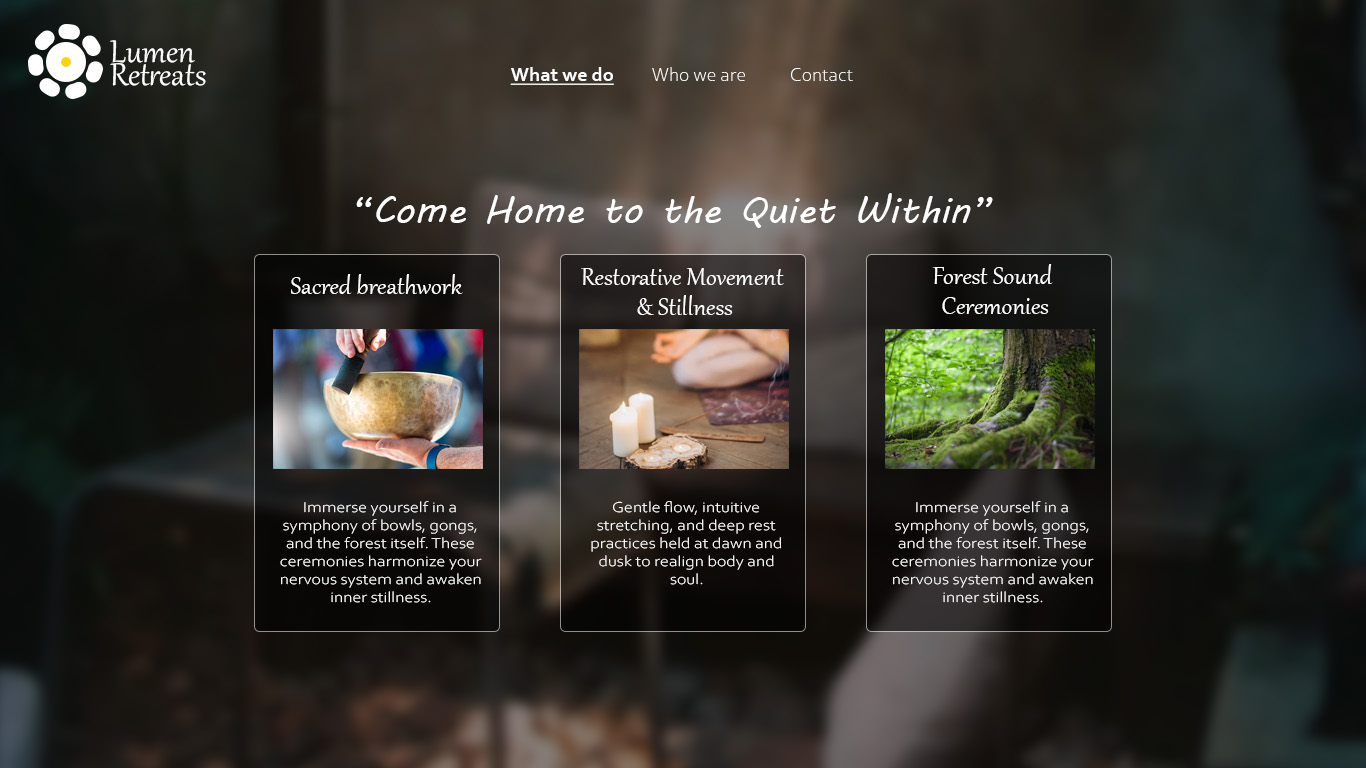 Lumen
Retreats
What we do
Who we are
Contact
“Come Home to the Quiet Within”
Sacred breathwork
Immerse yourself in a
symphony of bowls, gongs,
and the forest itself. These
ceremonies harmonize your
nervous system and awaken
inner stillness.
Restorative Movement
& Stillness
Gentle flow, intuitive
stretching, and deep rest
practices held at dawn and
dusk to realign body and
soul.
Forest Sound
Ceremonies
Immerse yourself in a
symphony of bowls, gongs,
and the forest itself. These
ceremonies harmonize your
nervous system and awaken
inner stillness.